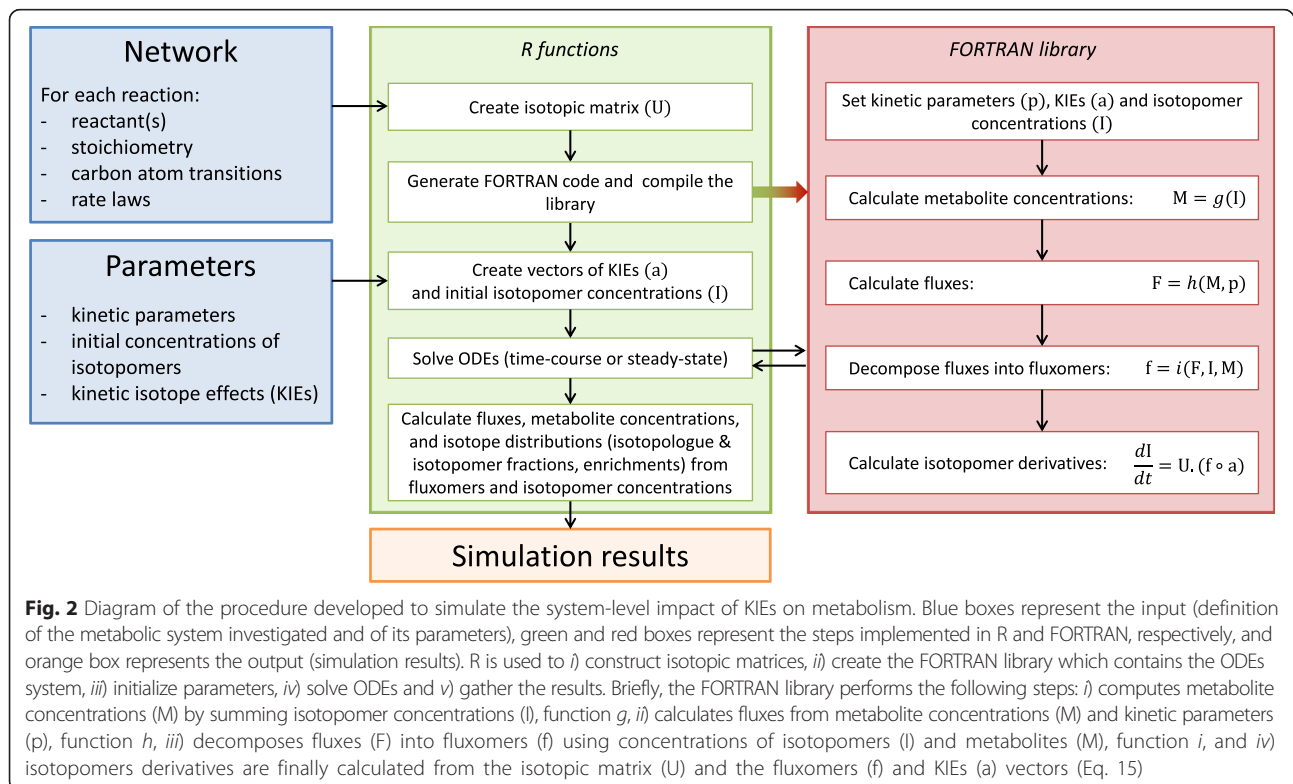 Network
For each reaction:
- reactant(s)
- stoichiometry
- carbon atom transitions
- rate laws
Parameters
- kinetic parameters
- initial concentrations of
isotopomers
- kinetic isotope effects (KIEs)
R functions
Create isotopic matrix (U)
Generate FORTRAN code and compile the
library
Create vectors of KIEs (a)
and initial isotopomer concentrations (I)
Solve ODEs (time-course or steady-state)
Calculate fluxes, metabolite concentrations,
and isotope distributions (isotopologue &
isotopomer fractions, enrichments) from
fluxomers and isotopomer concentrations
Simulation results
FORTRAN library
Set kinetic parameters (p), KIEs (a) and isotopomer
concentrations (I)
Calculate metabolite concentrations: M = g(I)
Calculate fluxes: F = h(M, p)
Decompose fluxes into fluxomers: f = i(F, I, M)
Calculate isotopomer derivatives: dI/dt = U. (f ∘ a)
Fig. 2 Diagram of the procedure developed to simulate the system-level impact of KIEs on metabolism. Blue boxes represent the input (definition
of the metabolic system investigated and of its parameters), green and red boxes represent the steps implemented in R and FORTRAN, respectively, and
orange box represents the output (simulation results). R is used to i) construct isotopic matrices, ii) create the FORTRAN library which contains the ODEs
system, iii) initialize parameters, iv) solve ODEs and v) gather the results. Briefly, the FORTRAN library performs the following steps: i) computes metabolite
concentrations (M) by summing isotopomer concentrations (I), function g, ii) calculates fluxes from metabolite concentrations (M) and kinetic parameters
(p), function h, iii) decomposes fluxes (F) into fluxomers (f) using concentrations of isotopomers (I) and metabolites (M), function i, and iv)
isotopomers derivatives are finally calculated from the isotopic matrix (U) and the fluxomers (f) and KIEs (a) vectors (Eq. 15)